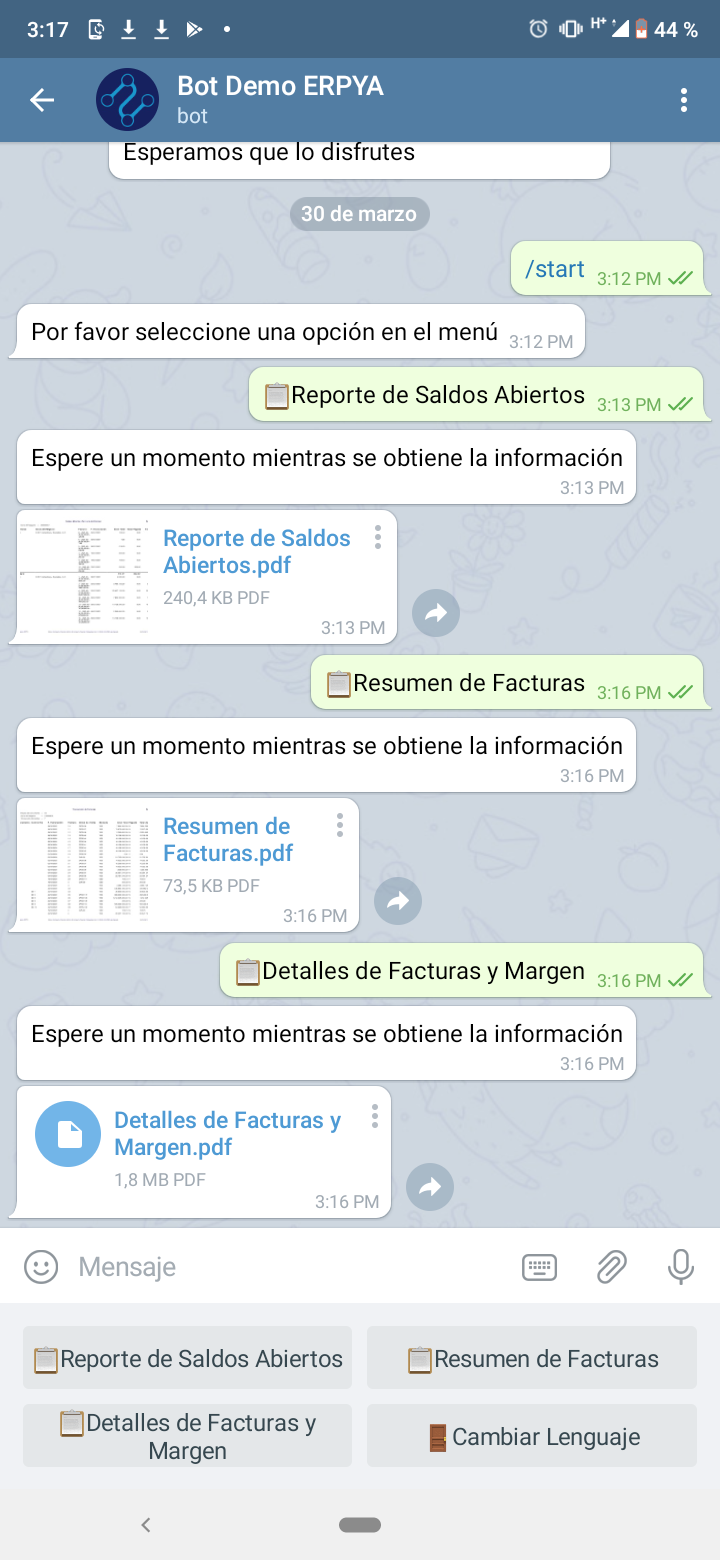 3:17
H+
44 %
Bot Demo ERPYA
bot
Esperamos que lo disfrutes
30 de marzo
/start 3:12 PM
Por favor seleccione una opción en el menú 3:12 PM
📋Reporte de Saldos Abiertos 3:13 PM
Espere un momento mientras se obtiene la información
3:13 PM
Reporte de Saldos
Abiertos.pdf
240,4 KB PDF
3:13 PM
📋Resumen de Facturas 3:16 PM
Espere un momento mientras se obtiene la información
3:16 PM
Resumen de
Facturas.pdf
73,5 KB PDF
3:16 PM
📋Detalles de Facturas y Margen 3:16 PM
Espere un momento mientras se obtiene la información
3:16 PM
Detalles de Facturas y
Margen.pdf
1,8 MB PDF
3:16 PM
Mensaje
📋Reporte de Saldos Abiertos
📋Resumen de Facturas
📋Detalles de Facturas y
Margen
🚪Cambiar Lenguaje